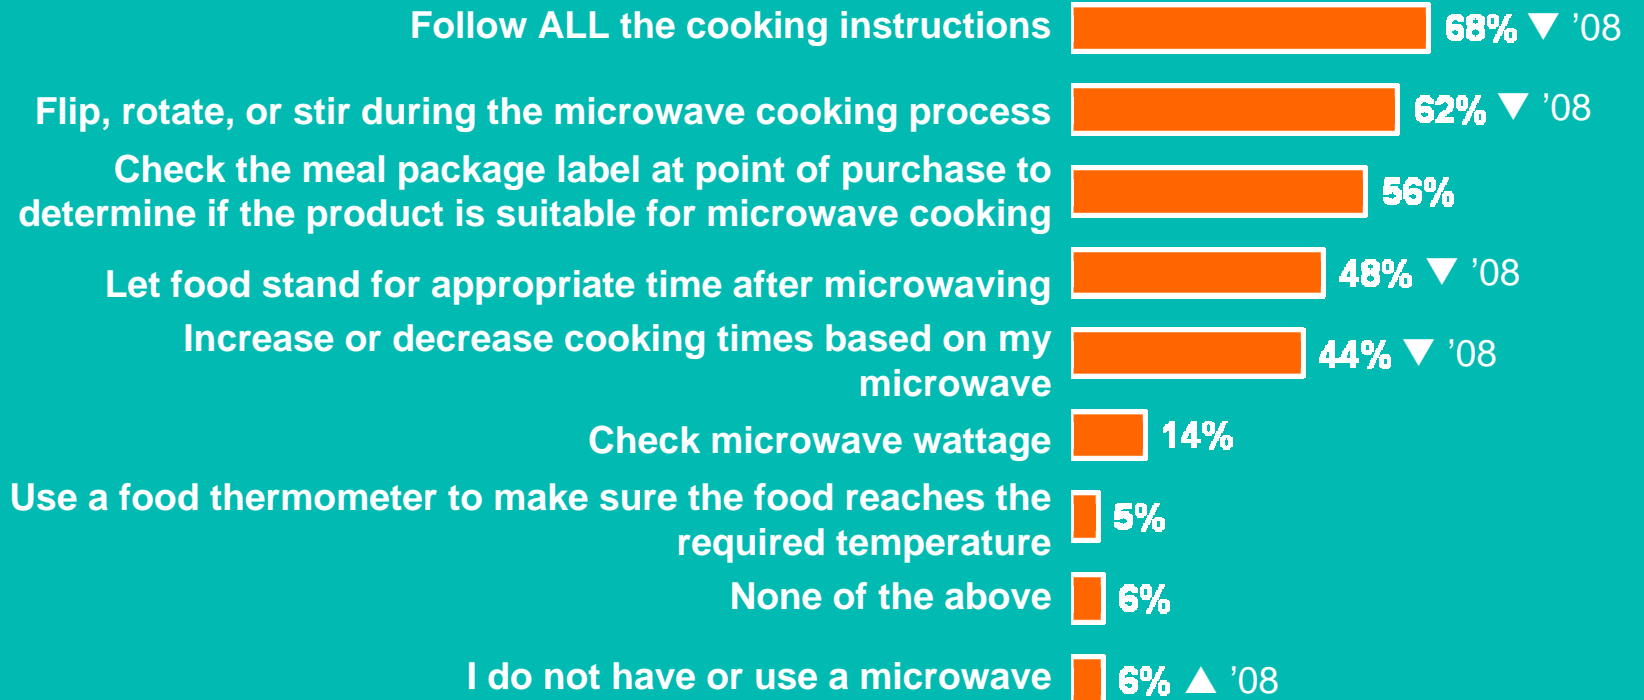 Follow ALL the cooking instructions 68% ▼ ’08
Flip, rotate, or stir during the microwave cooking process 62% ▼ ’08
Check the meal package label at point of purchase to
determine if the product is suitable for microwave cooking 56%
Let food stand for appropriate time after microwaving 48% ▼ ’08
Increase or decrease cooking times based on my
microwave 44% ▼ ’08
Check microwave wattage 14%
Use a food thermometer to make sure the food reaches the
required temperature 5%
None of the above 6%
I do not have or use a microwave 6% ▲ ’08